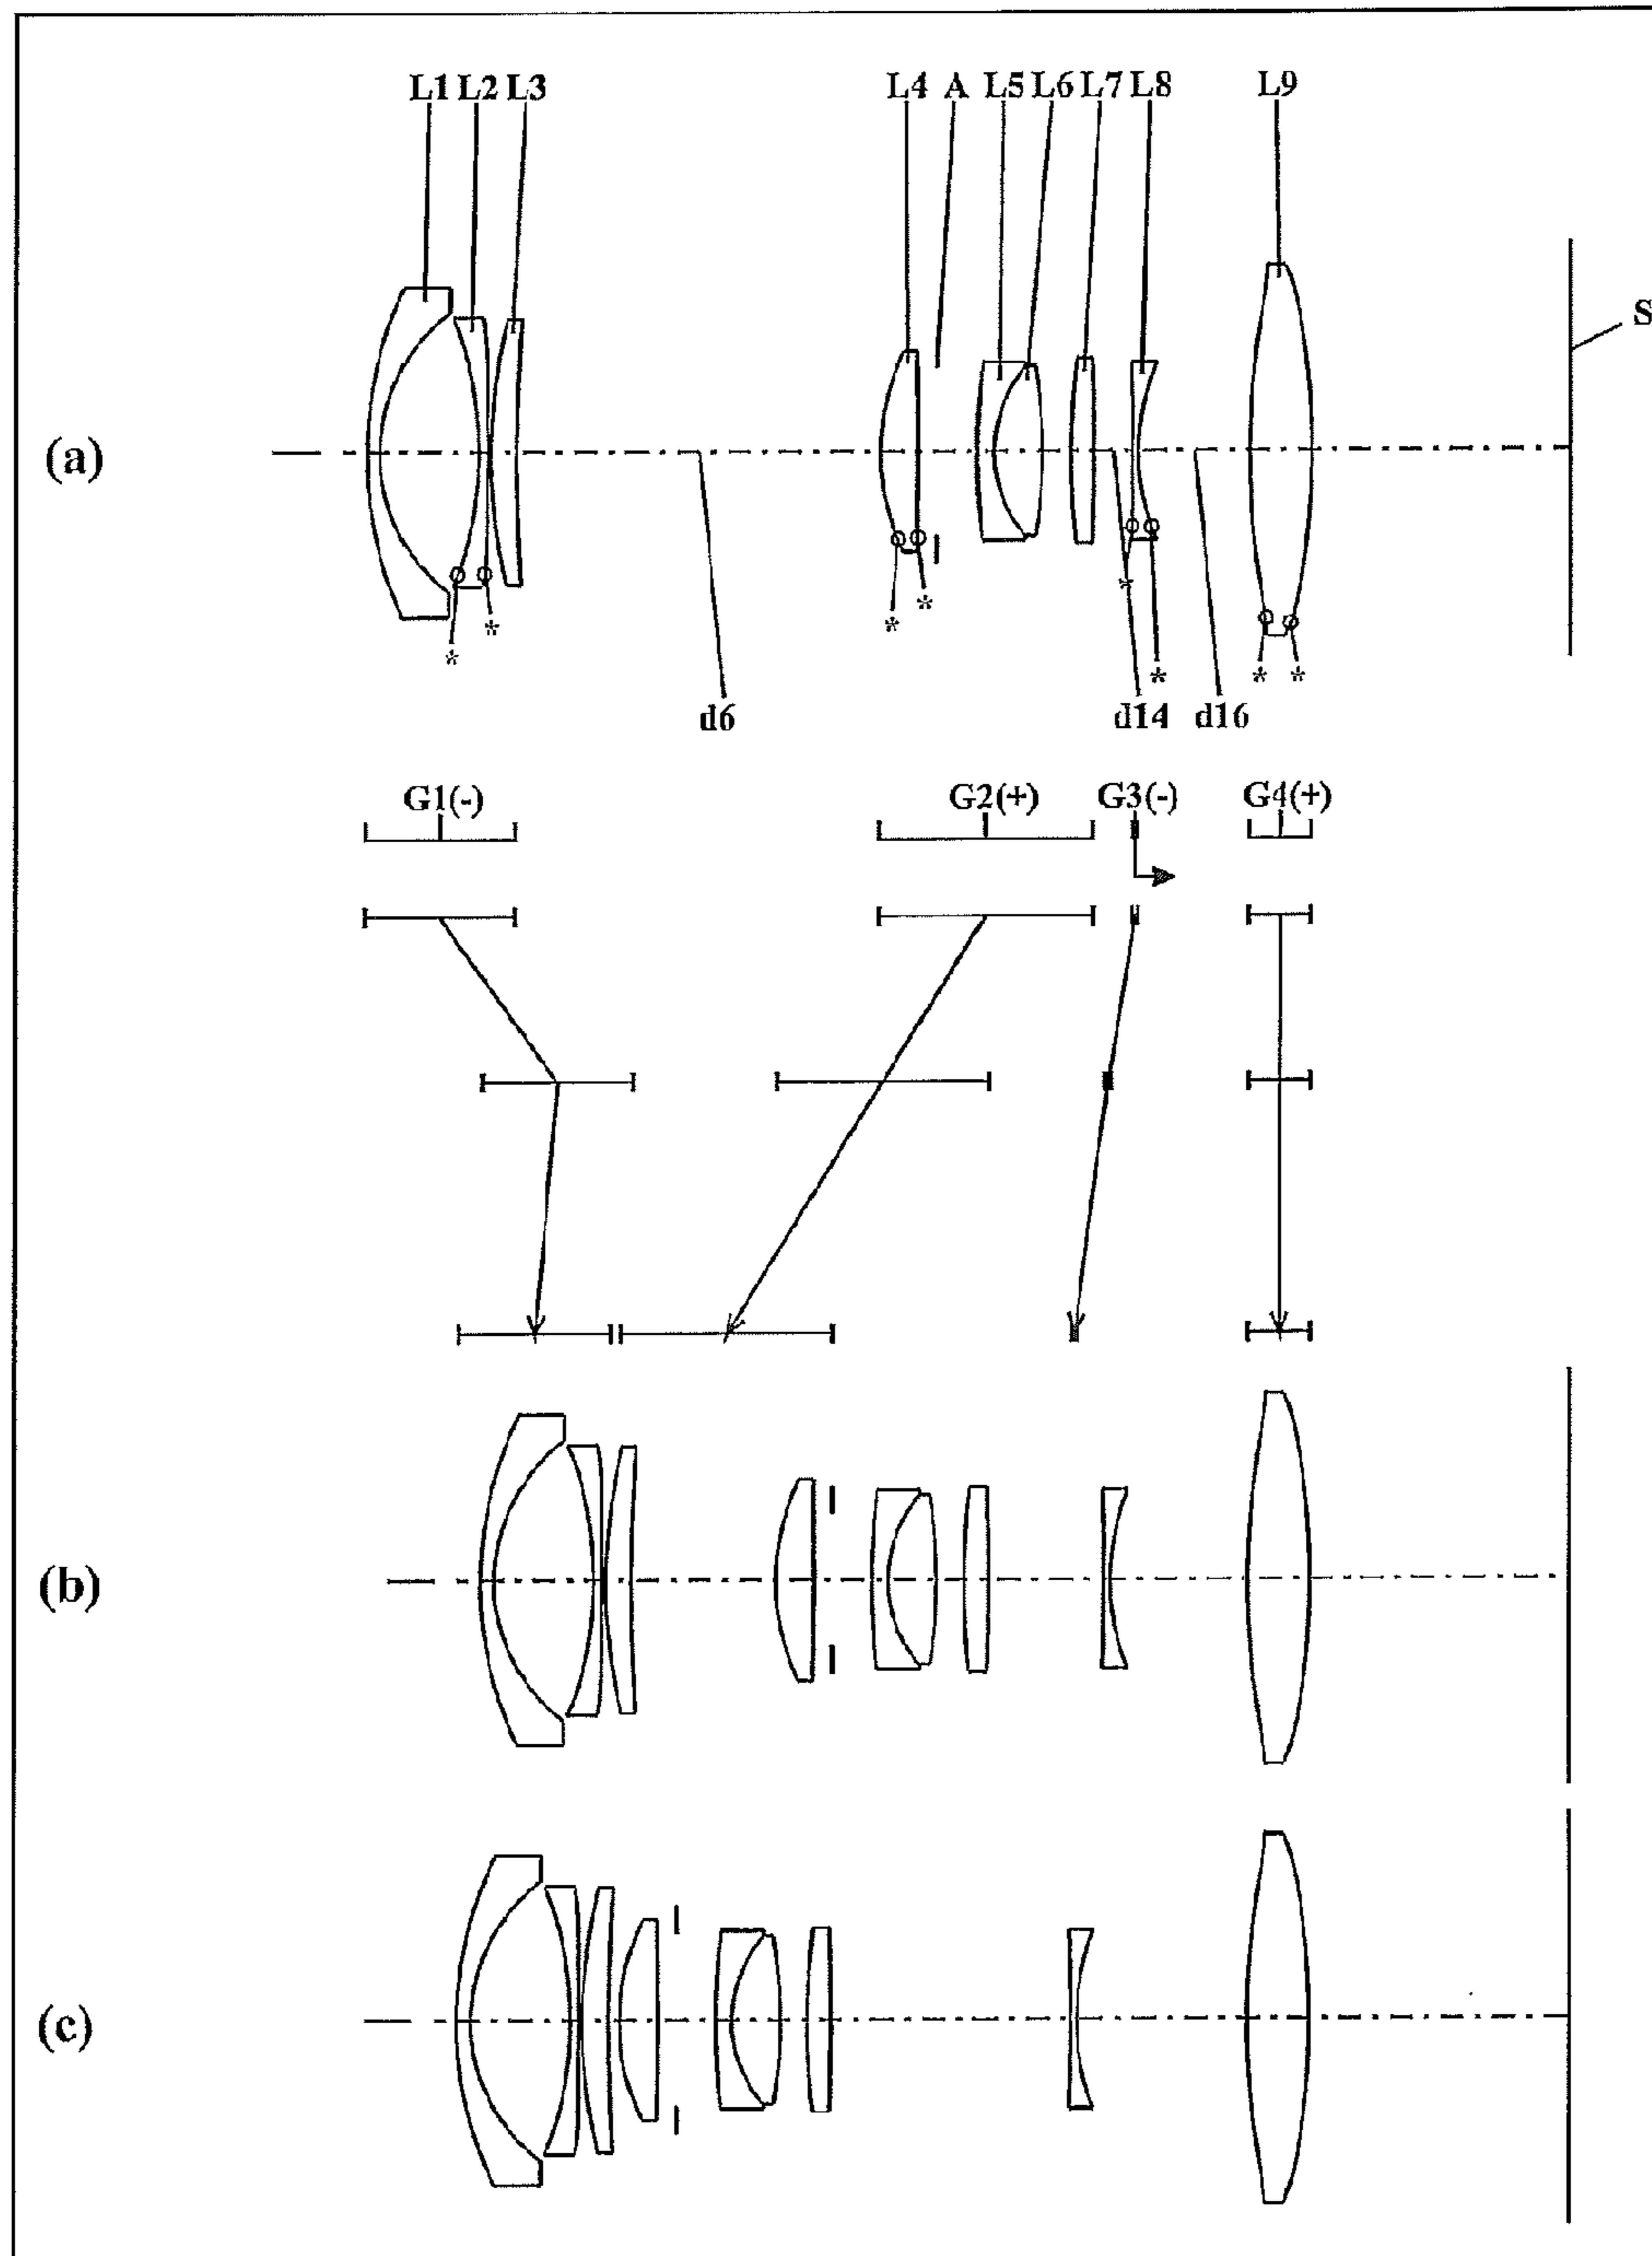 L1 L2 L3 L4 A L5 L6 L7 L8 L9
S
(a)
* * * * * * * *
d6 d14 d16
G1(-) G2(+) G3(-) G4(+)
(b)
(c)